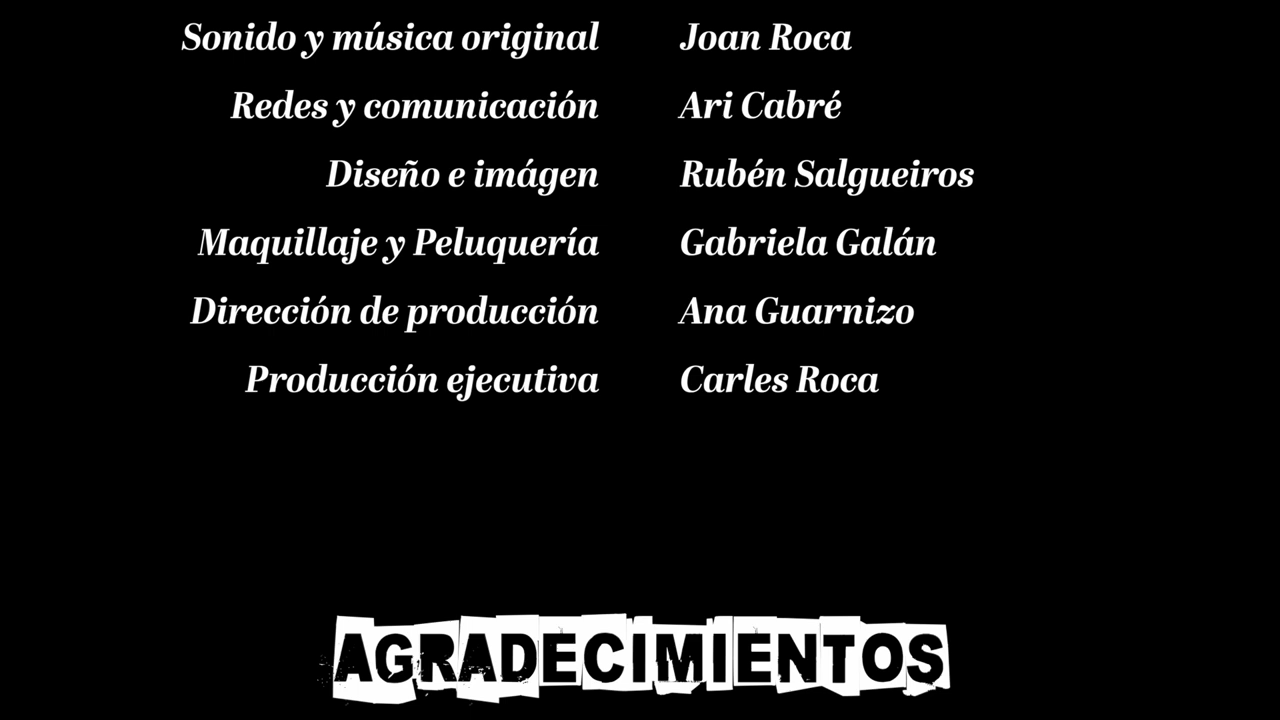 Sonido y música original Joan Roca
Redes y comunicación Ari Cabré
Diseño e imágen Rubén Salgueiros
Maquillaje y Peluquería Gabriela Galán
Dirección de producción Ana Guarnizo
Producción ejecutiva Carles Roca
AGRADECIMIENTOS